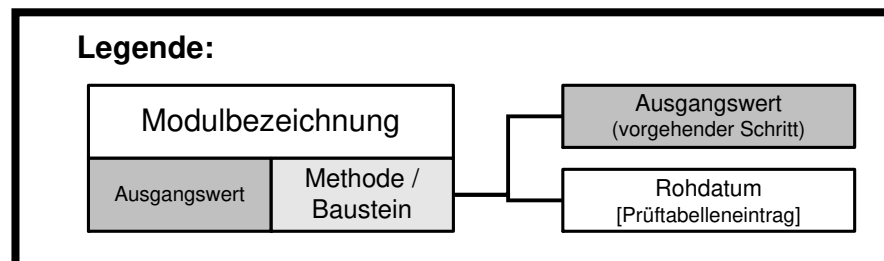 Legende:
Modulbezeichnung
Ausgangswert
Methode /
Baustein
Ausgangswert
(vorgehender Schritt)
Rohdatum
[Prüftabelleneintrag]